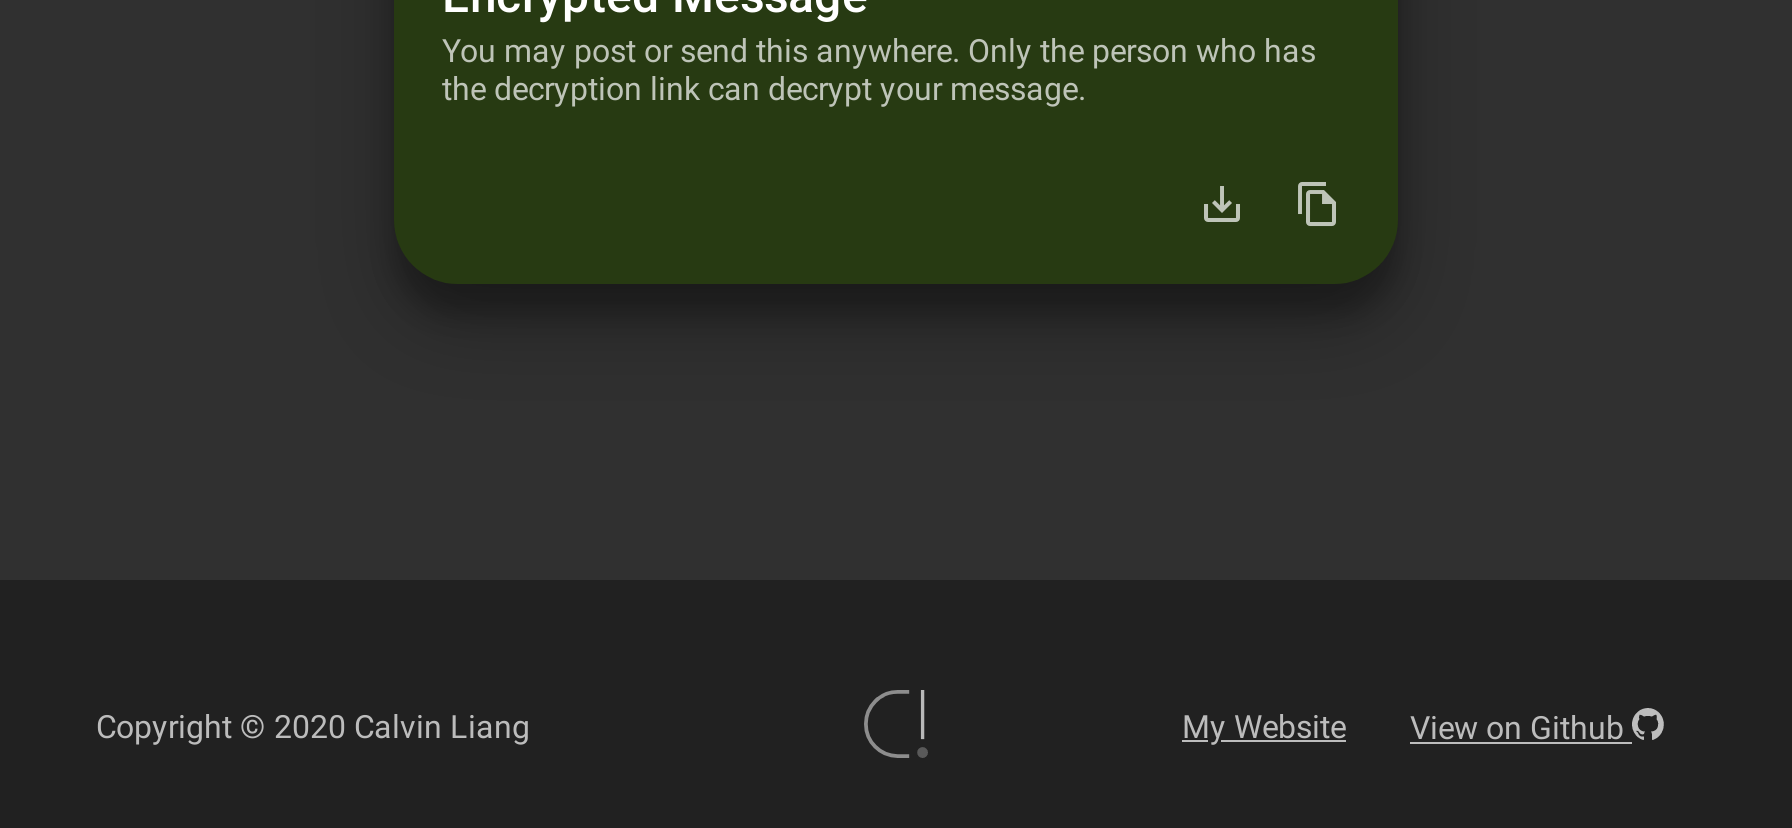 Encrypted Message
You may post or send this anywhere. Only the person who has
the decryption link can decrypt your message.
Copyright © 2020 Calvin Liang
My Website
View on Github